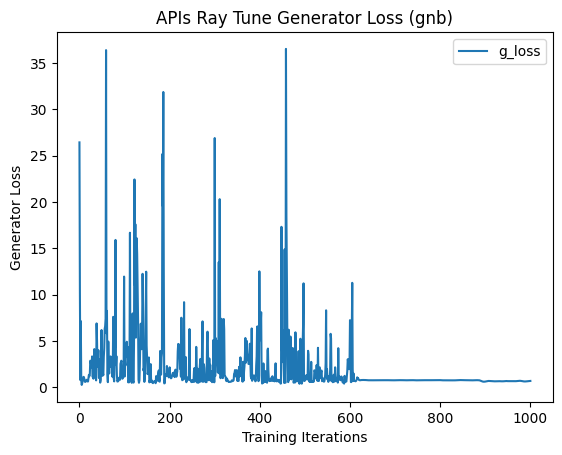 APIs Ray Tune Generator Loss (gnb)
g_loss
35
30
25
20
15
10
5
0
Generator Loss
0 200 400 600 800 1000
Training Iterations